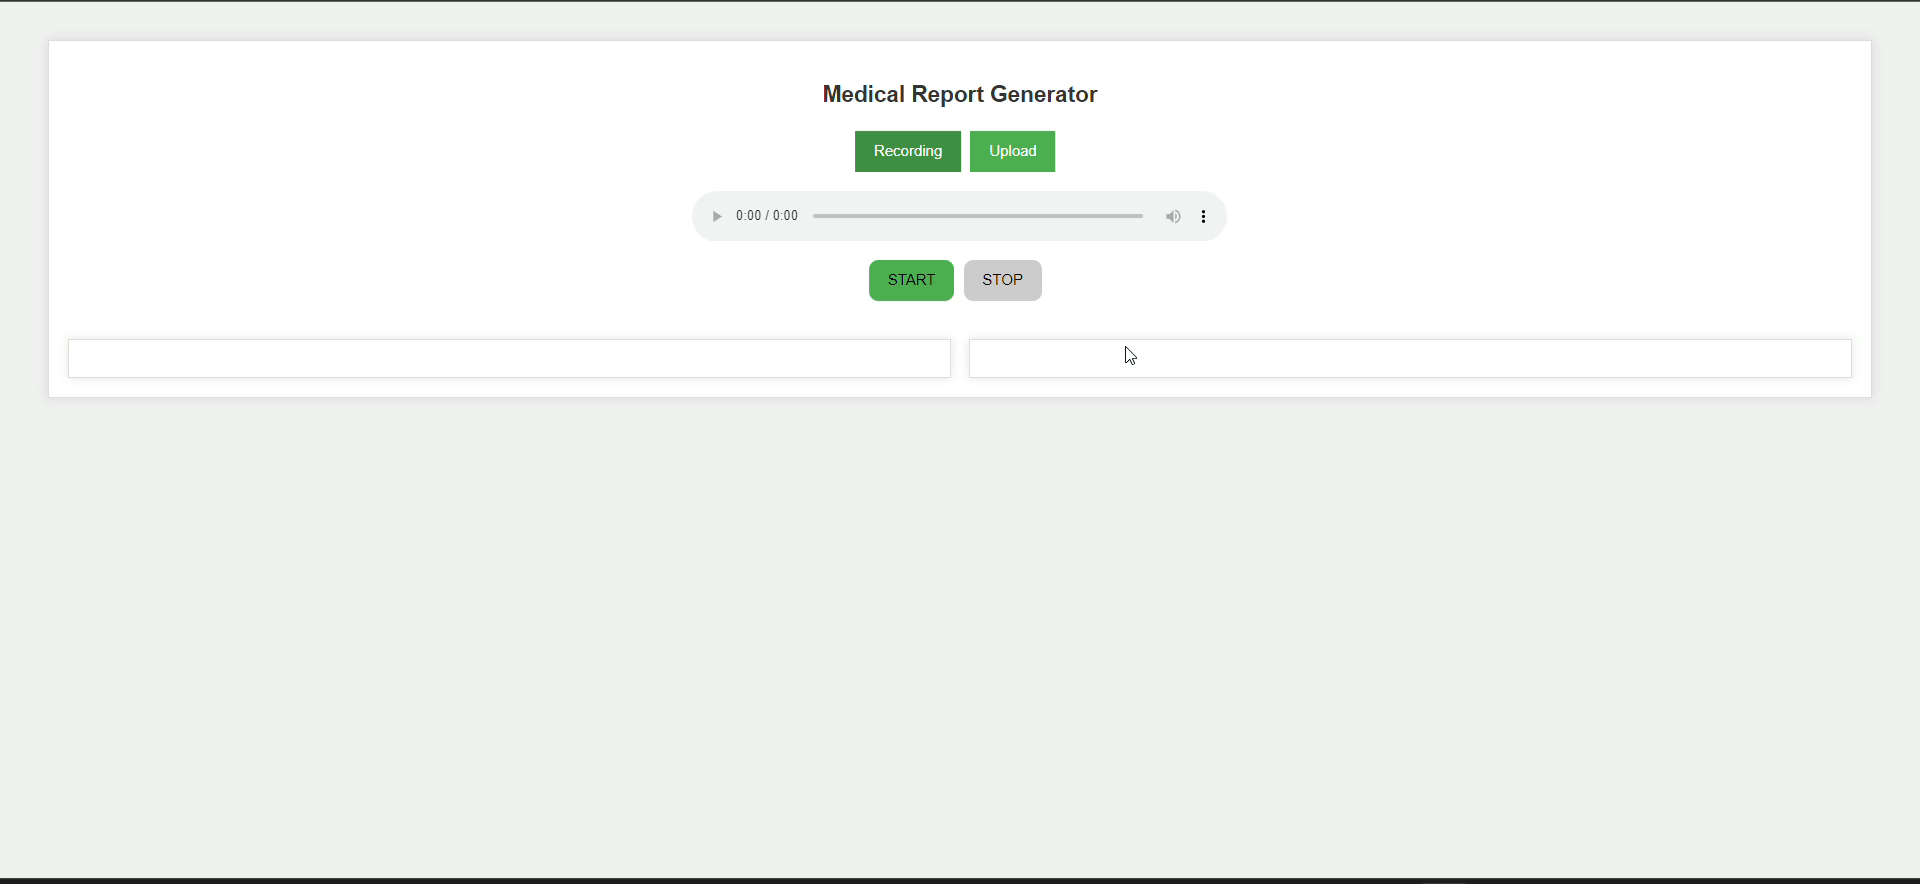 Medical Report Generator
Recording Upload
0:00 / 0:00
START STOP